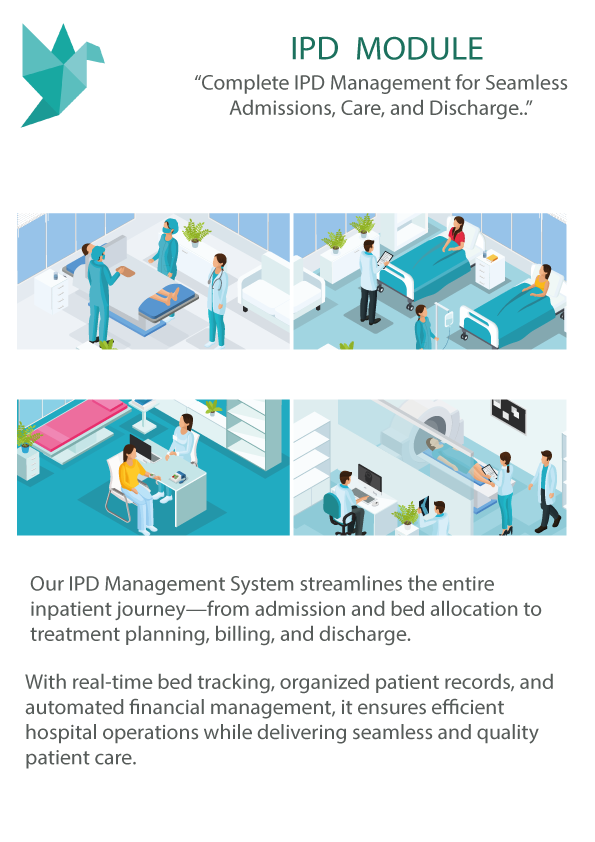 IPD MODULE
“Complete IPD Management for Seamless
Admissions, Care, and Discharge..”
Our IPD Management System streamlines the entire
inpatient journey—from admission and bed allocation to
treatment planning, billing, and discharge.
With real-time bed tracking, organized patient records, and
automated financial management, it ensures efficient
hospital operations while delivering seamless and quality
patient care.